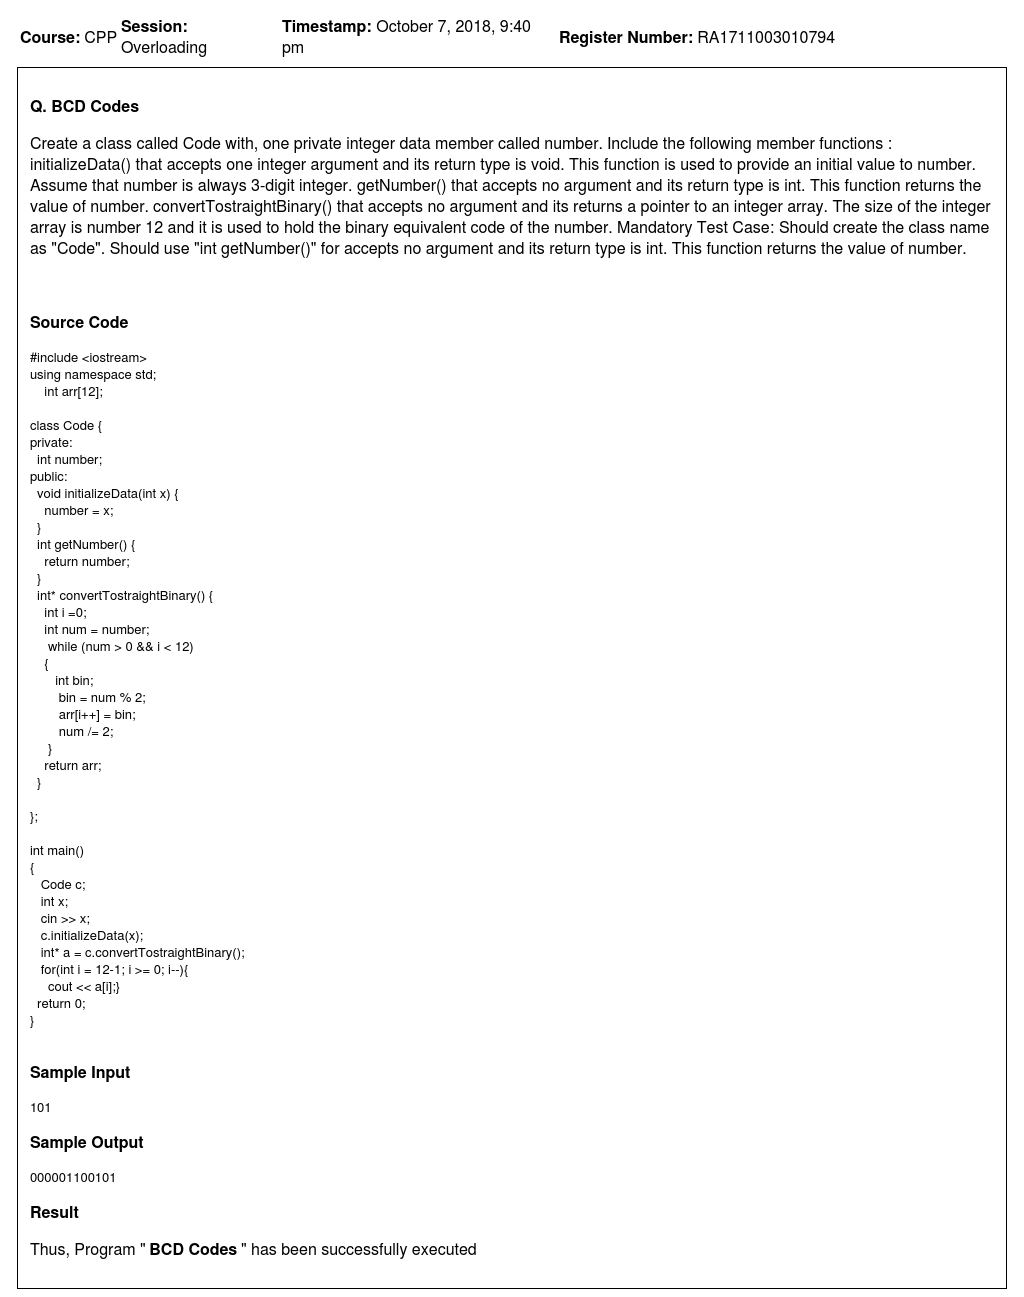 Course: CPP Session: Overloading Timestamp: October 7, 2018, 9:40 pm Register Number: RA1711003010794
Q. BCD Codes
Create a class called Code with, one private integer data member called number. Include the following member functions :
initializeData() that accepts one integer argument and its return type is void. This function is used to provide an initial value to number.
Assume that number is always 3-digit integer. getNumber() that accepts no argument and its return type is int. This function returns the
value of number. convertTostraightBinary() that accepts no argument and its returns a pointer to an integer array. The size of the integer
array is number 12 and it is used to hold the binary equivalent code of the number. Mandatory Test Case: Should create the class name
as "Code". Should use "int getNumber()" for accepts no argument and its return type is int. This function returns the value of number.
Source Code
#include <iostream>
using namespace std;
    int arr[12];
class Code {
private:
  int number;
public:
  void initializeData(int x) {
    number = x;
  }
  int getNumber() {
    return number;
  }
  int* convertTostraightBinary() {
    int i =0;
    int num = number;
     while (num > 0 && i < 12)
    {
       int bin;
        bin = num % 2;
        arr[i++] = bin;
        num /= 2;
     }
    return arr;
  }
};
int main()
{
   Code c;
   int x;
   cin >> x;
   c.initializeData(x);
   int* a = c.convertTostraightBinary();
   for(int i = 12-1; i >= 0; i--){
     cout << a[i];}
  return 0;
}
Sample Input
101
Sample Output
000001100101
Result
Thus, Program " BCD Codes " has been successfully executed